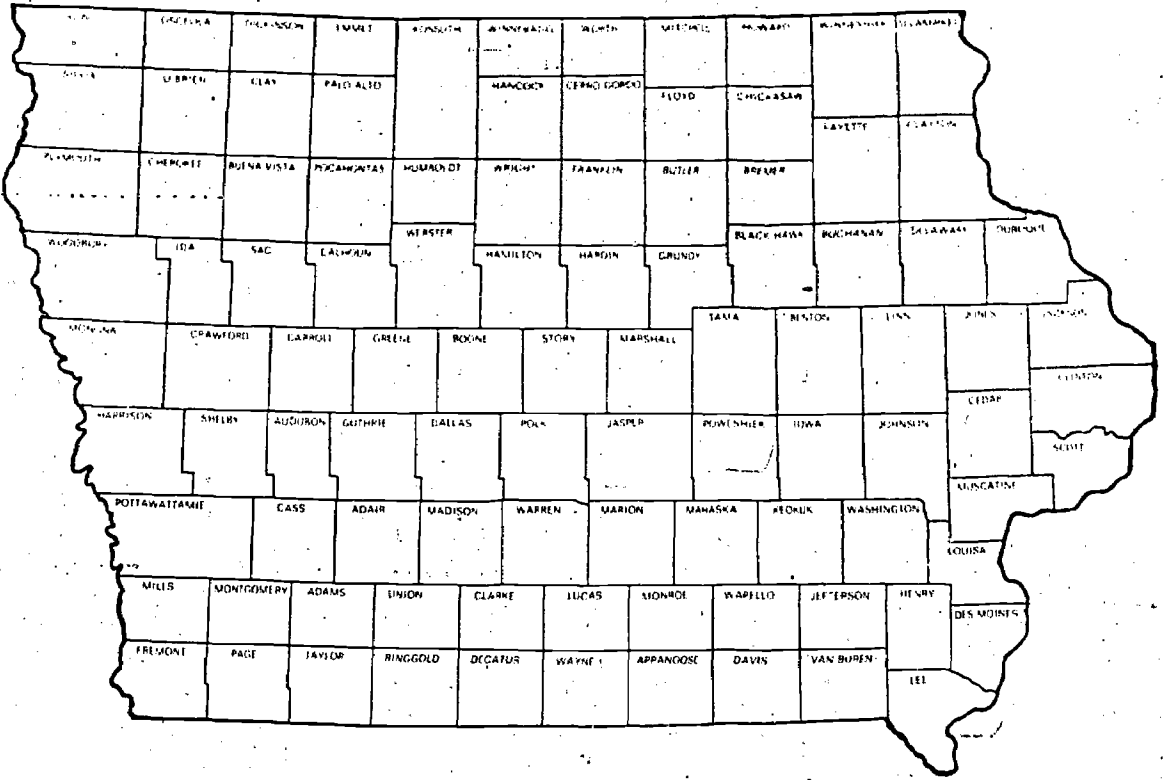 LYON OSCEOLA DICKINSON EMMET KOSSUTH WINNEBAGO WORTH MITCHELL HOWARD WINNESHIEK ALLAMAKEE
SIOUX O'BRIEN CLAY PALO ALTO HANCOCK CERRO GORDO FLOYD CHICKASAW
FAYETTE CLAYTON
PLYMOUTH CHEROKEE BUENA VISTA POCAHONTAS HUMBOLDT WRIGHT FRANKLIN BUTLER BREMER
WOODBURY IDA SAC CALHOUN WEBSTER HAMILTON HARDIN GRUNDY BLACK HAWK BUCHANAN DELAWARE DUBUQUE
MONONA CRAWFORD CARROLL GREENE BOONE STORY MARSHALL TAMA BENTON LINN JONES JACKSON
CLINTON
CEDAR
HARRISON SHELBY AUDUBON GUTHRIE DALLAS POLK JASPER POWESHIEK IOWA JOHNSON
SCOTT
MUSCATINE
POTTAWATTAMIE CASS ADAIR MADISON WARREN MARION MAHASKA KEOKUK WASHINGTON
LOUISA
MILLS MONTGOMERY ADAMS UNION CLARKE LUCAS MONROE WAPELLO JEFFERSON HENRY
DES MOINES
FREMONT PAGE TAYLOR RINGGOLD DECATUR WAYNE APPANOOSE DAVIS VAN BUREN
LEE